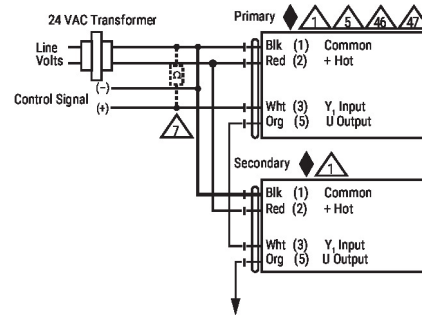 24 VAC Transformer
Primary 1 5 46 47
Line
Volts
Blk (1) Common
Red (2) + Hot
Ω
(–)
Control Signal
(+)
Wht (3) Y1 Input
Org (5) U Output
7
Secondary 1
Blk (1) Common
Red (2) + Hot
Wht (3) Y1 Input
Org (5) U Output